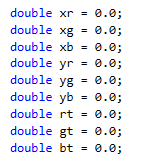 double xr = 0.0;
double xg = 0.0;
double xb = 0.0;
double yr = 0.0;
double yg = 0.0;
double yb = 0.0;
double rt = 0.0;
double gt = 0.0;
double bt = 0.0;